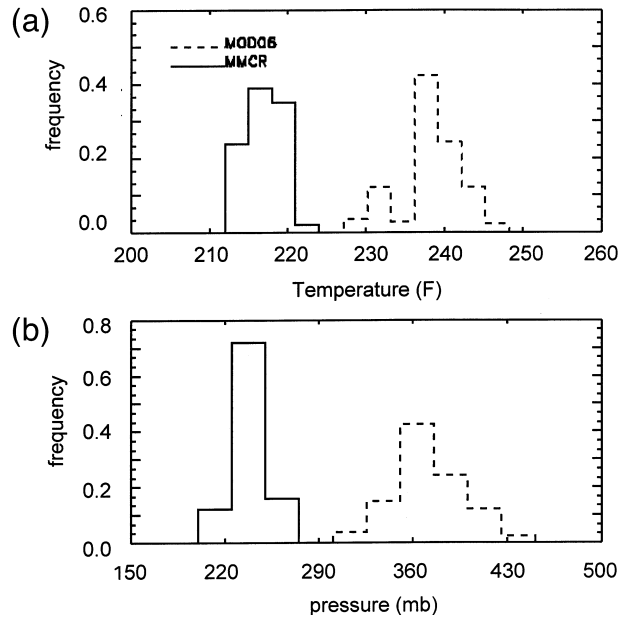 (a)
0.6
MOD06
MMCR
0.4
frequency
0.2
0.0
200 210 220 230 240 250 260
Temperature (F)
(b)
0.8
0.6
frequency
0.4
0.2
0.0
150 220 290 360 430 500
pressure (mb)